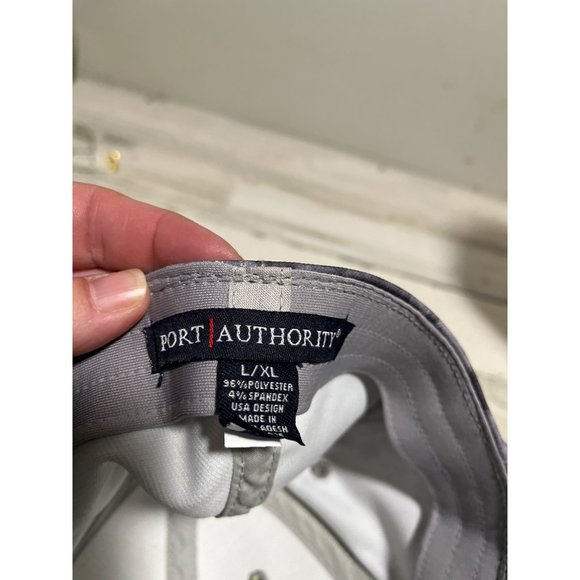 PORT AUTHORITY®
L/XL
96% POLYESTER
4% SPANDEX
USA DESIGN
MADE IN